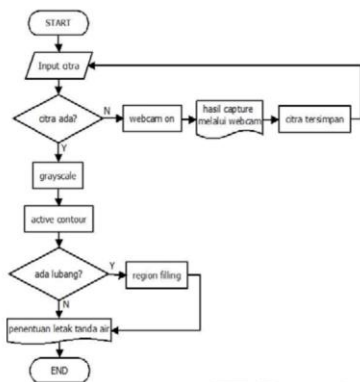 START
Input citra
citra ada?
N
webcam on
hasil capture
melalui webcam
citra tersimpan
Y
grayscale
active contour
ada lubang?
Y
region filling
N
penentuan letak tanda air
END